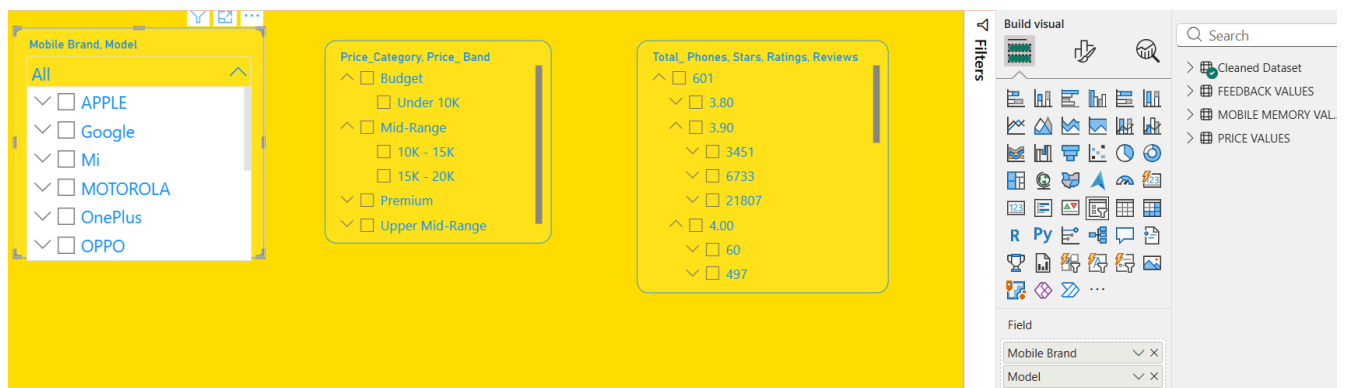 Mobile Brand, Model
All
APPLE
Google
Mi
MOTOROLA
OnePlus
OPPO
Price_Category, Price_ Band
Budget
Under 10K
Mid-Range
10K - 15K
15K - 20K
Premium
Upper Mid-Range
Total_ Phones, Stars, Ratings, Reviews
601
3.80
3.90
3451
6733
21807
4.00
60
497
Filters
Build visual
123
123
R Py
Field
Mobile Brand
Model
Search
Cleaned Dataset
FEEDBACK VALUES
MOBILE MEMORY VAL...
PRICE VALUES